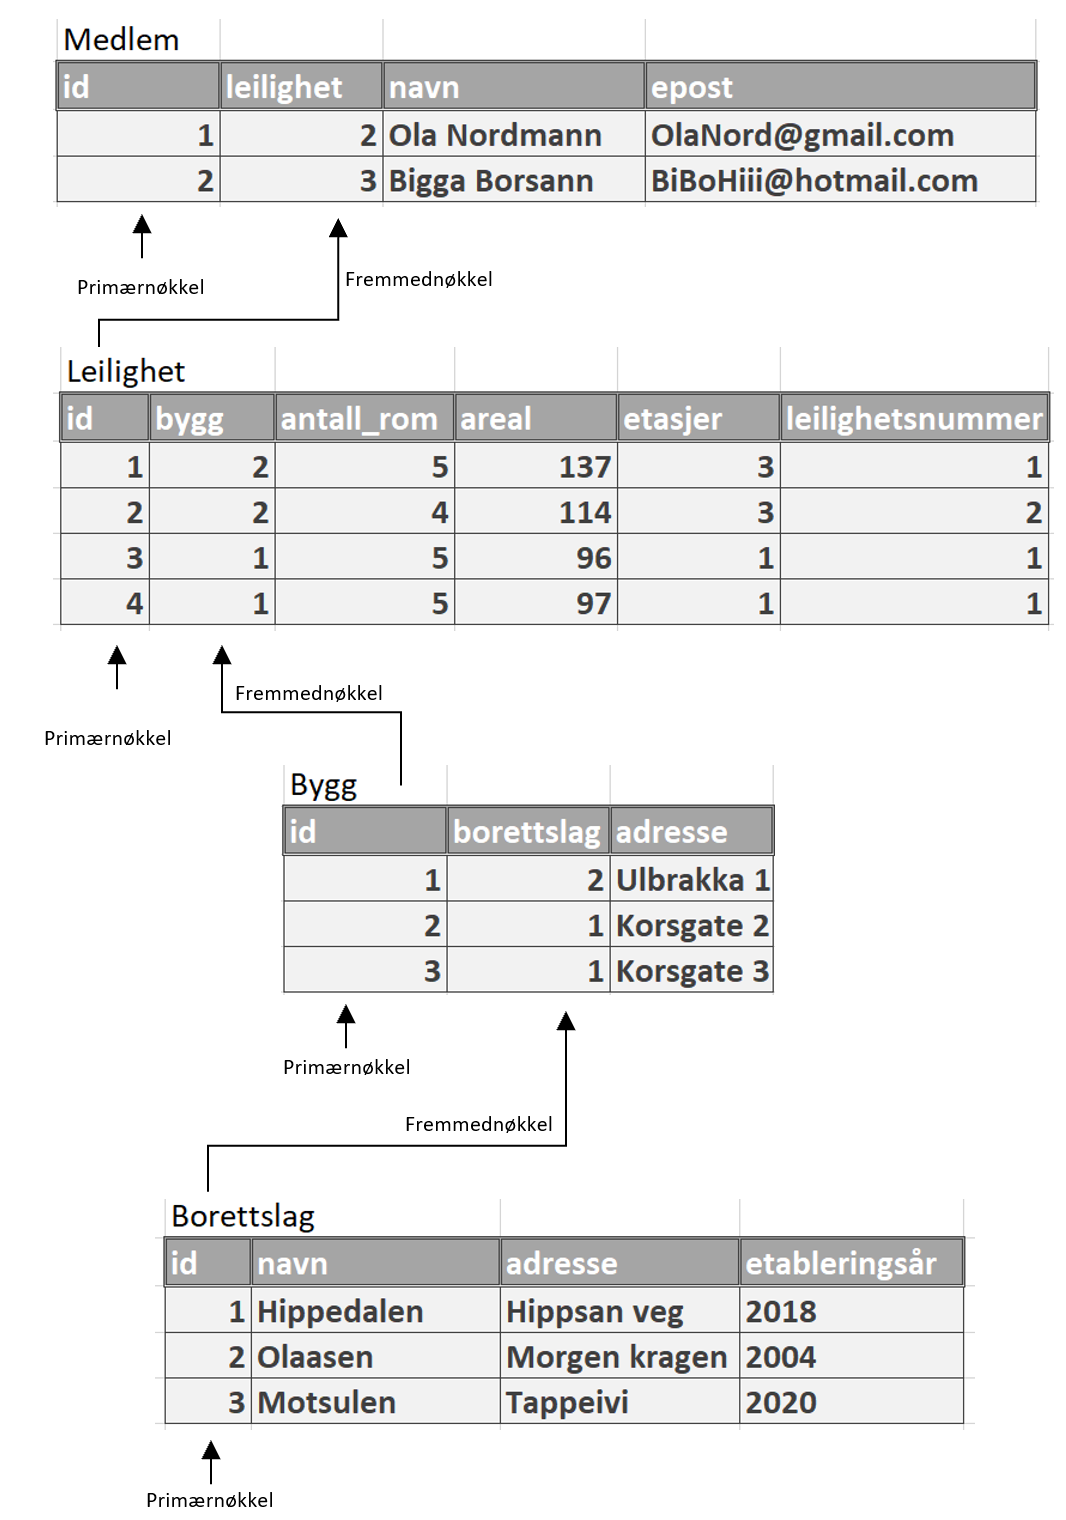 Medlem
id leilighet navn epost
1 2 Ola Nordmann OlaNord@gmail.com
2 3 Bigga Borsann BiBoHiii@hotmail.com
Primærnøkkel Fremmednøkkel
Leilighet
id bygg antall_rom areal etasjer leilighetsnummer
1 2 5 137 3 1
2 2 4 114 3 2
3 1 5 96 1 1
4 1 5 97 1 1
Fremmednøkkel
Primærnøkkel
Bygg
id borettslag adresse
1 2 Ulbrakka 1
2 1 Korsgate 2
3 1 Korsgate 3
Primærnøkkel
Fremmednøkkel
Borettslag
id navn adresse etableringsår
1 Hippedalen Hippsan veg 2018
2 Olaasen Morgen kragen 2004
3 Motsulen Tappeivi 2020
Primærnøkkel